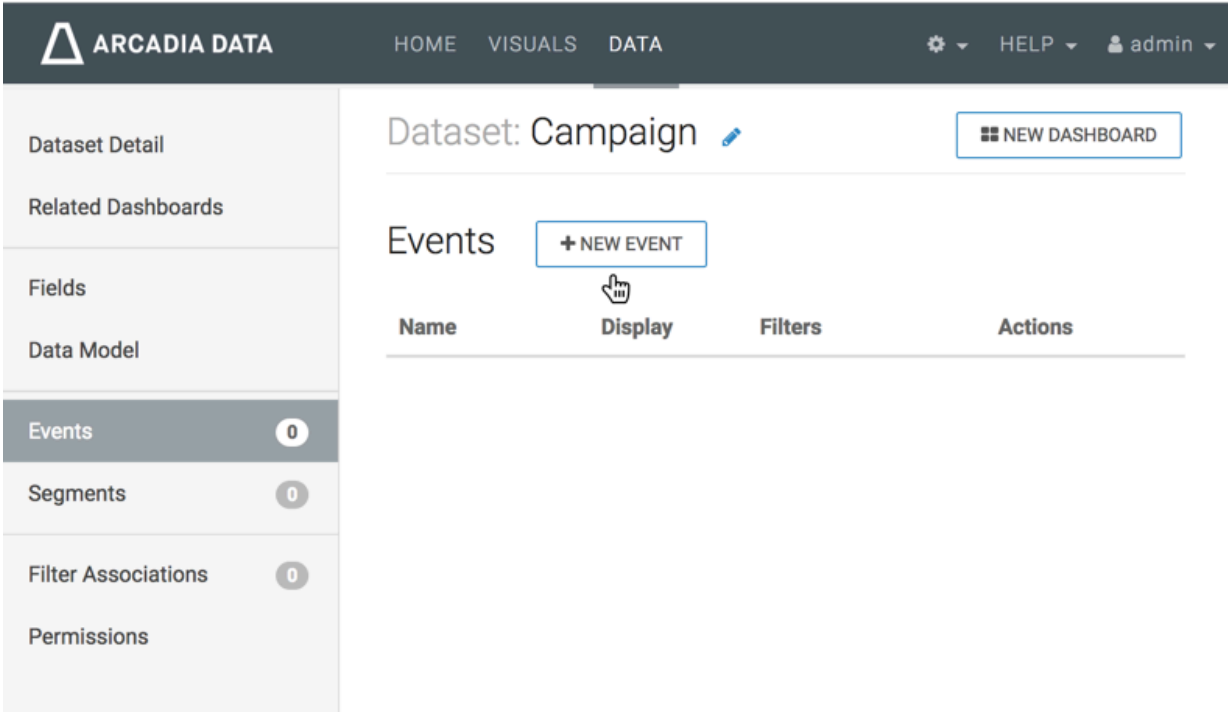 ARCADIA DATA HOME VISUALS DATA HELP admin
Dataset Detail
Related Dashboards
Fields
Data Model
Events 0
Segments 0
Filter Associations 0
Permissions
Dataset: Campaign NEW DASHBOARD
Events + NEW EVENT
Name Display Filters Actions